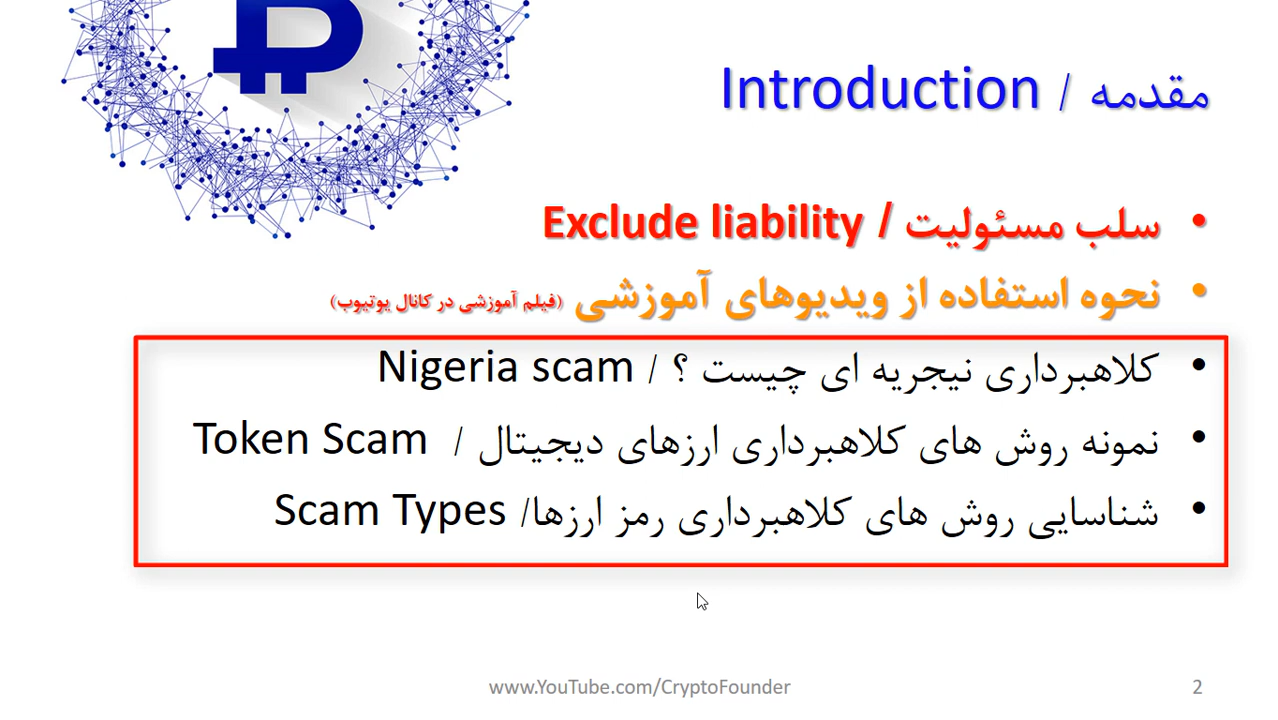 مقدمه / Introduction
• سلب مسئولیت / Exclude liability
• نحوه استفاده از ویدیوهای آموزشی (فیلم آموزشی در کانال یوتیوب)
• کلاهبرداری نیجریه ای چیست ؟ / Nigeria scam
• نمونه روش های کلاهبرداری ارزهای دیجیتال / Token Scam
• شناسایی روش های کلاهبرداری رمز ارزها/ Scam Types
www.YouTube.com/CryptoFounder
2